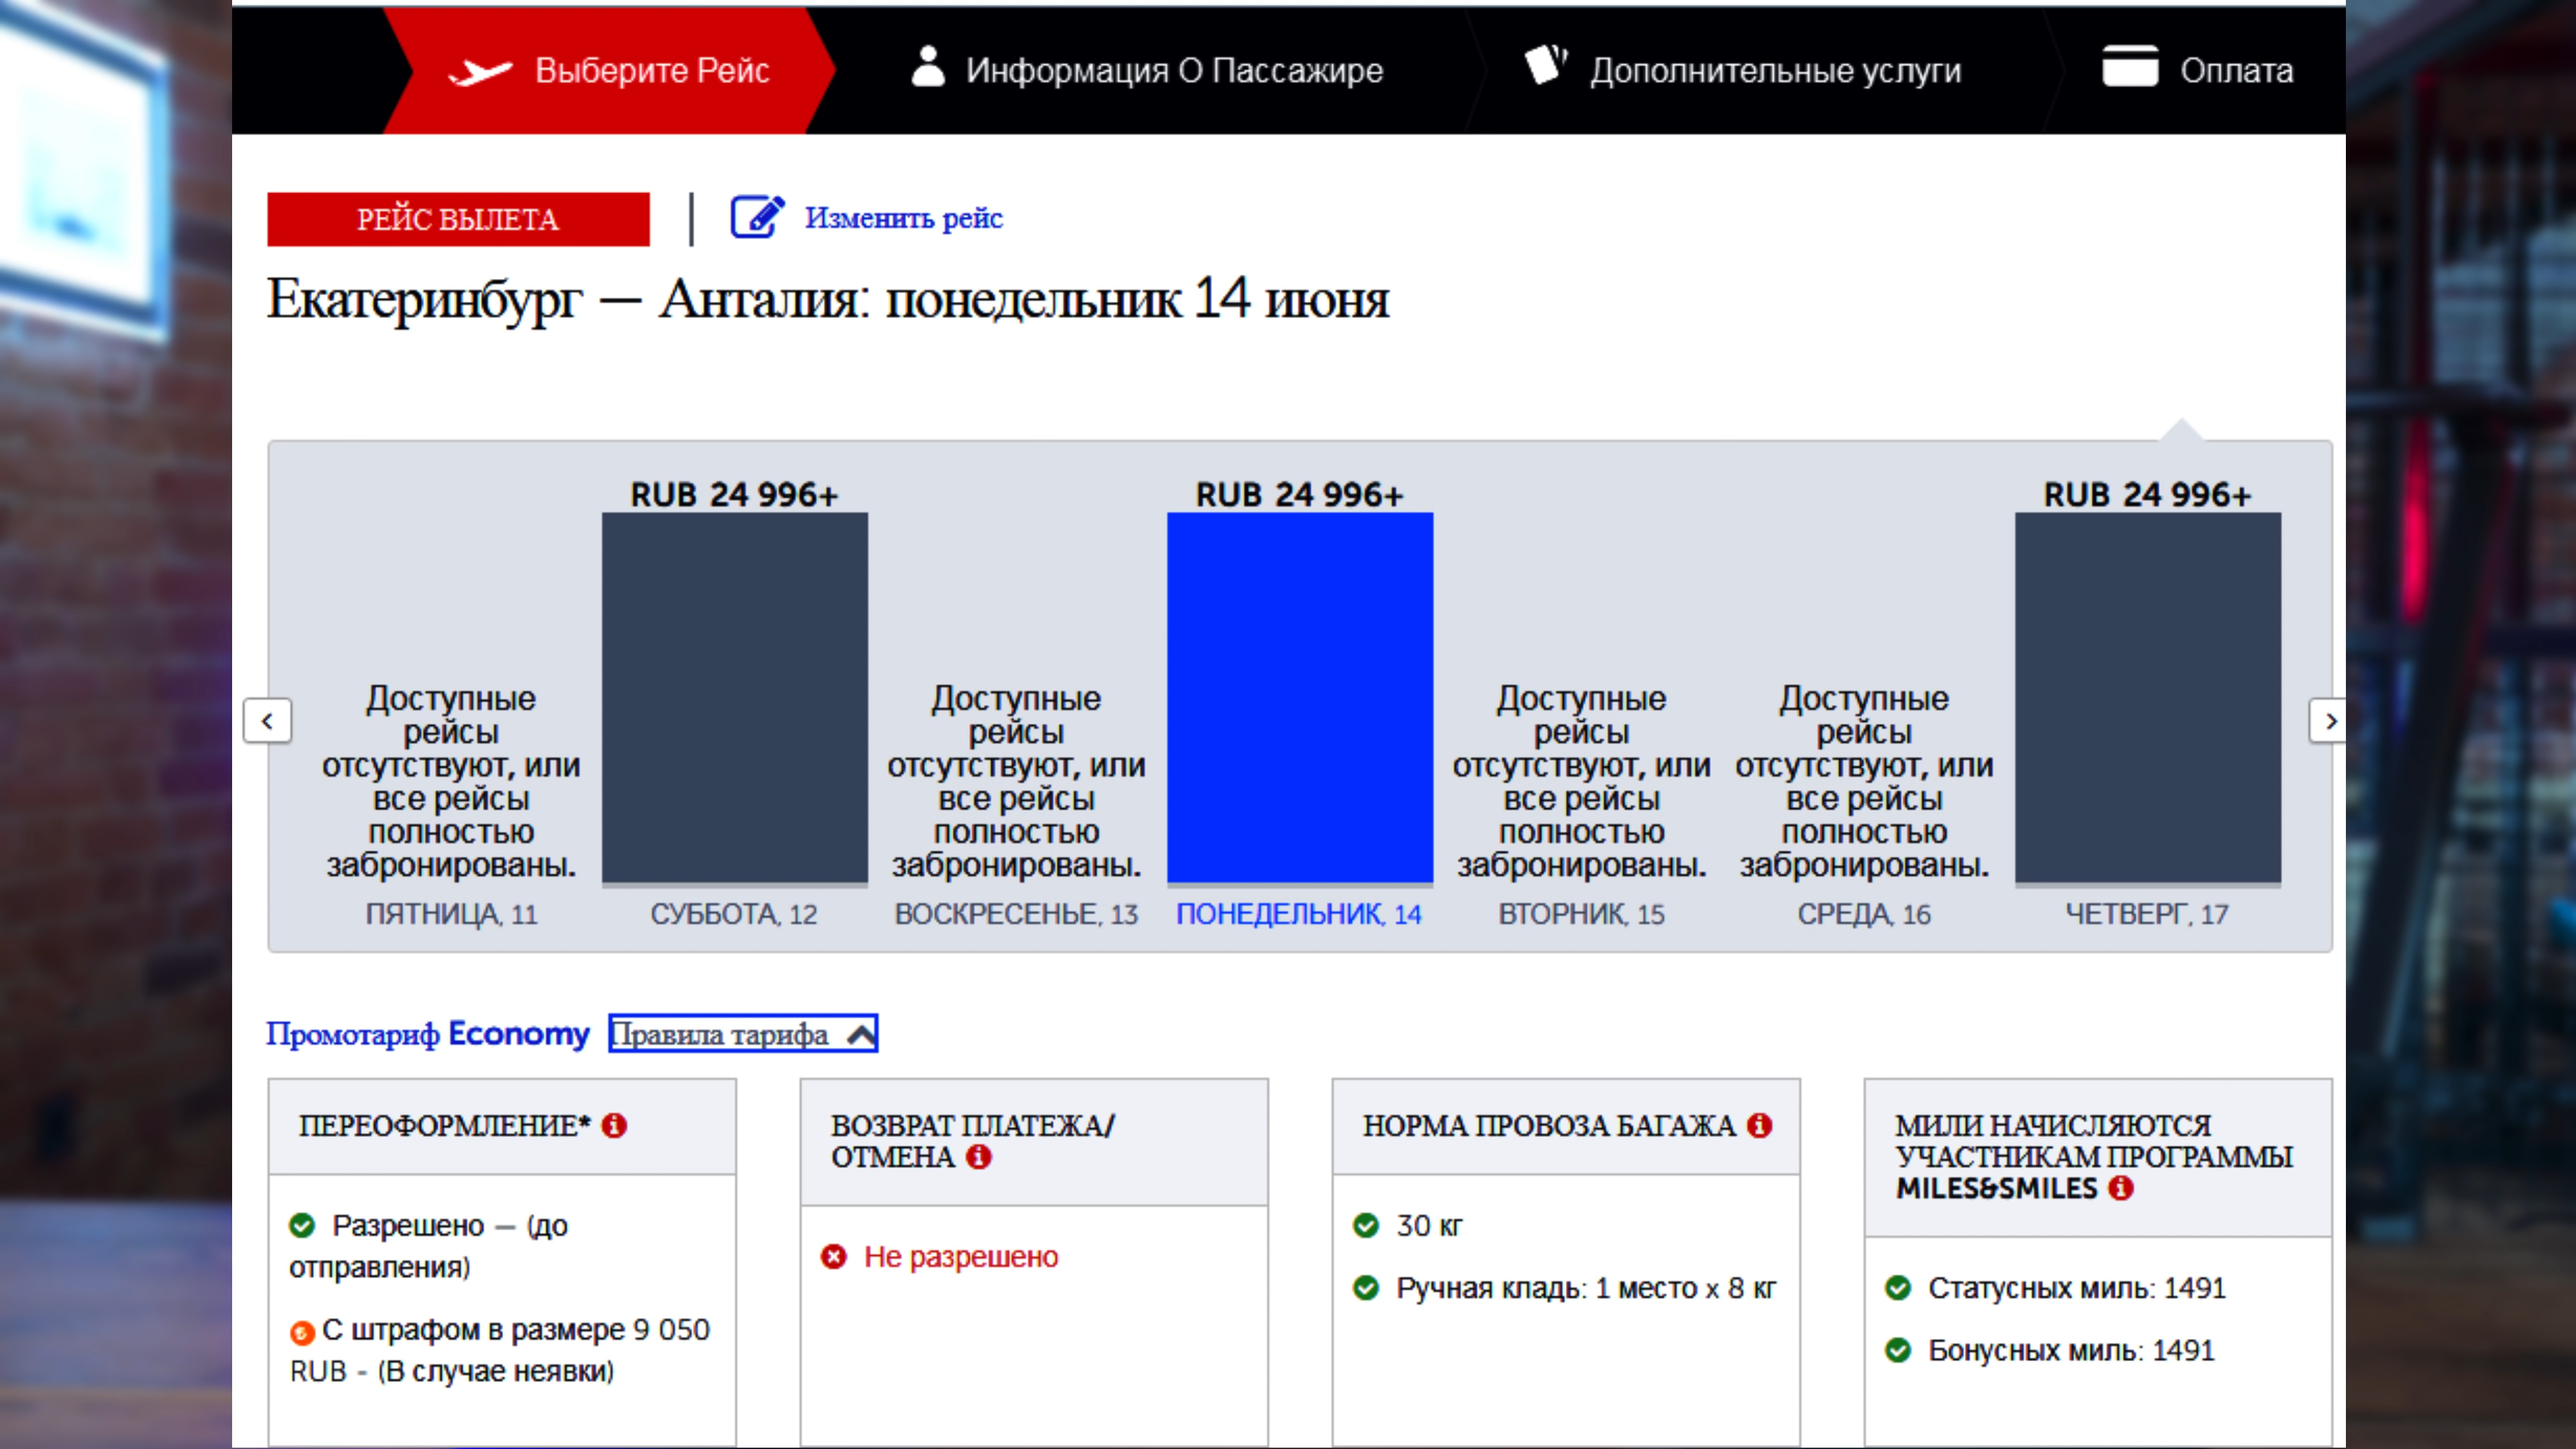 Выберите Рейс
Информация О Пассажире
Дополнительные услуги
Оплата
РЕЙС ВЫЛЕТА
Изменить рейс
Екатеринбург — Анталия: понедельник 14 июня
RUB 24 996+
RUB 24 996+
RUB 24 996+
Доступные
рейсы
отсутствуют, или
все рейсы
полностью
забронированы.
Доступные
рейсы
отсутствуют, или
все рейсы
полностью
забронированы.
Доступные
рейсы
отсутствуют, или
все рейсы
полностью
забронированы.
Доступные
рейсы
отсутствуют, или
все рейсы
полностью
забронированы.
ПЯТНИЦА, 11
СУББОТА, 12
ВОСКРЕСЕНЬЕ, 13
ПОНЕДЕЛЬНИК, 14
ВТОРНИК, 15
СРЕДА, 16
ЧЕТВЕРГ, 17
Промотариф Economy
Правила тарифа
ПЕРЕОФОРМЛЕНИЕ*
Разрешено — (до
отправления)
С штрафом в размере 9 050
RUB - (В случае неявки)
ВОЗВРАТ ПЛАТЕЖА/
ОТМЕНА
Не разрешено
НОРМА ПРОВОЗА БАГАЖА
30 кг
Ручная кладь: 1 место x 8 кг
МИЛИ НАЧИСЛЯЮТСЯ
УЧАСТНИКАМ ПРОГРАММЫ
MILES&SMILES
Статусных миль: 1491
Бонусных миль: 1491